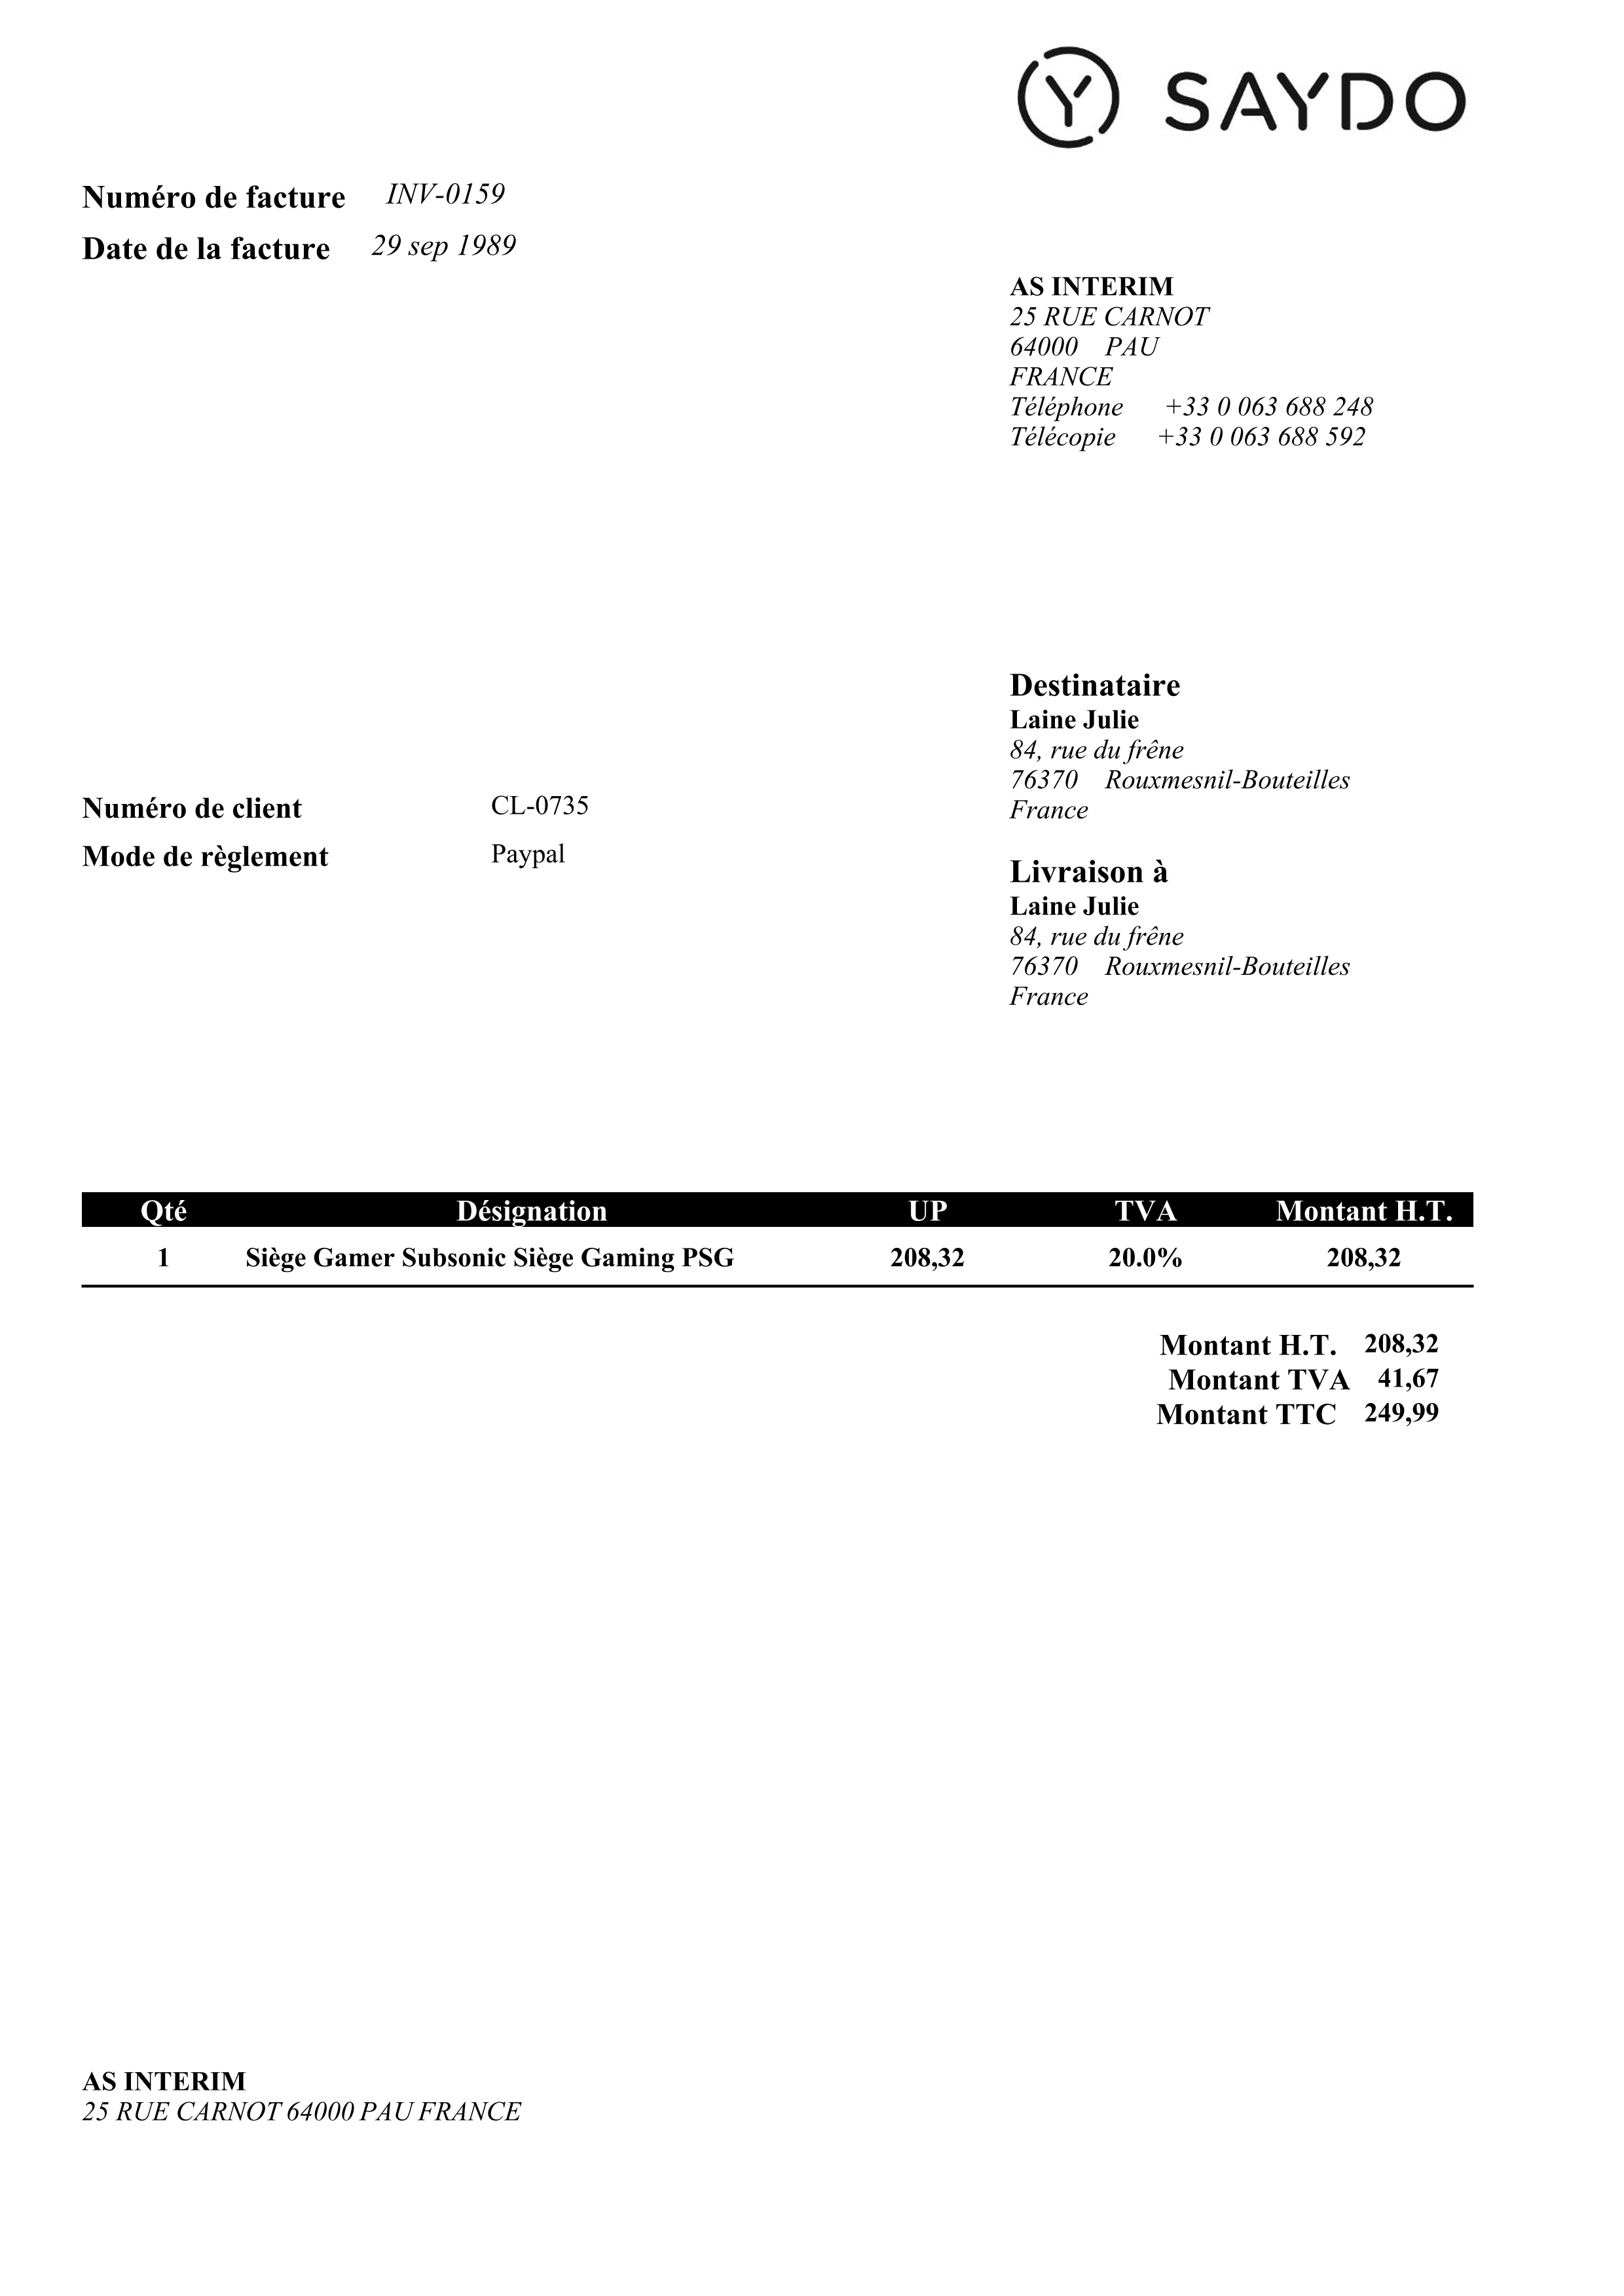 SAYDO
Numéro de facture INV-0159
Date de la facture 29 sep 1989
AS INTERIM
25 RUE CARNOT
64000 PAU
FRANCE
Téléphone +33 0 063 688 248
Télécopie +33 0 063 688 592
Numéro de client CL-0735
Mode de règlement Paypal
Destinataire
Laine Julie
84, rue du frêne
76370 Rouxmesnil-Bouteilles
France
Livraison à
Laine Julie
84, rue du frêne
76370 Rouxmesnil-Bouteilles
France
Qté Désignation UP TVA Montant H.T.
1 Siège Gamer Subsonic Siège Gaming PSG 208,32 20.0% 208,32
Montant H.T. 208,32
Montant TVA 41,67
Montant TTC 249,99
AS INTERIM
25 RUE CARNOT 64000 PAU FRANCE